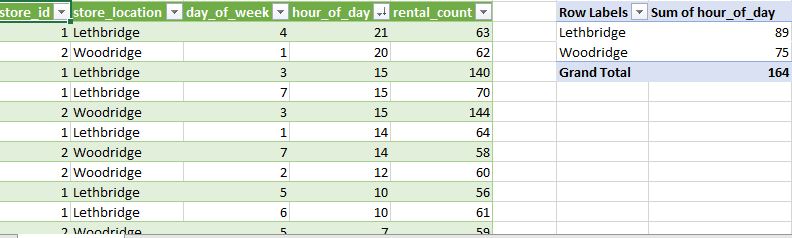 store_id store_location day_of_week hour_of_day rental_count Row Labels Sum of hour_of_day
1 Lethbridge 4 21 63 Lethbridge 89
2 Woodridge 1 20 62 Woodridge 75
1 Lethbridge 3 15 140 Grand Total 164
1 Lethbridge 7 15 70
2 Woodridge 3 15 144
1 Lethbridge 1 14 64
2 Woodridge 7 14 58
2 Woodridge 2 12 60
1 Lethbridge 5 10 56
1 Lethbridge 6 10 61
2 Woodridge 5 7 59